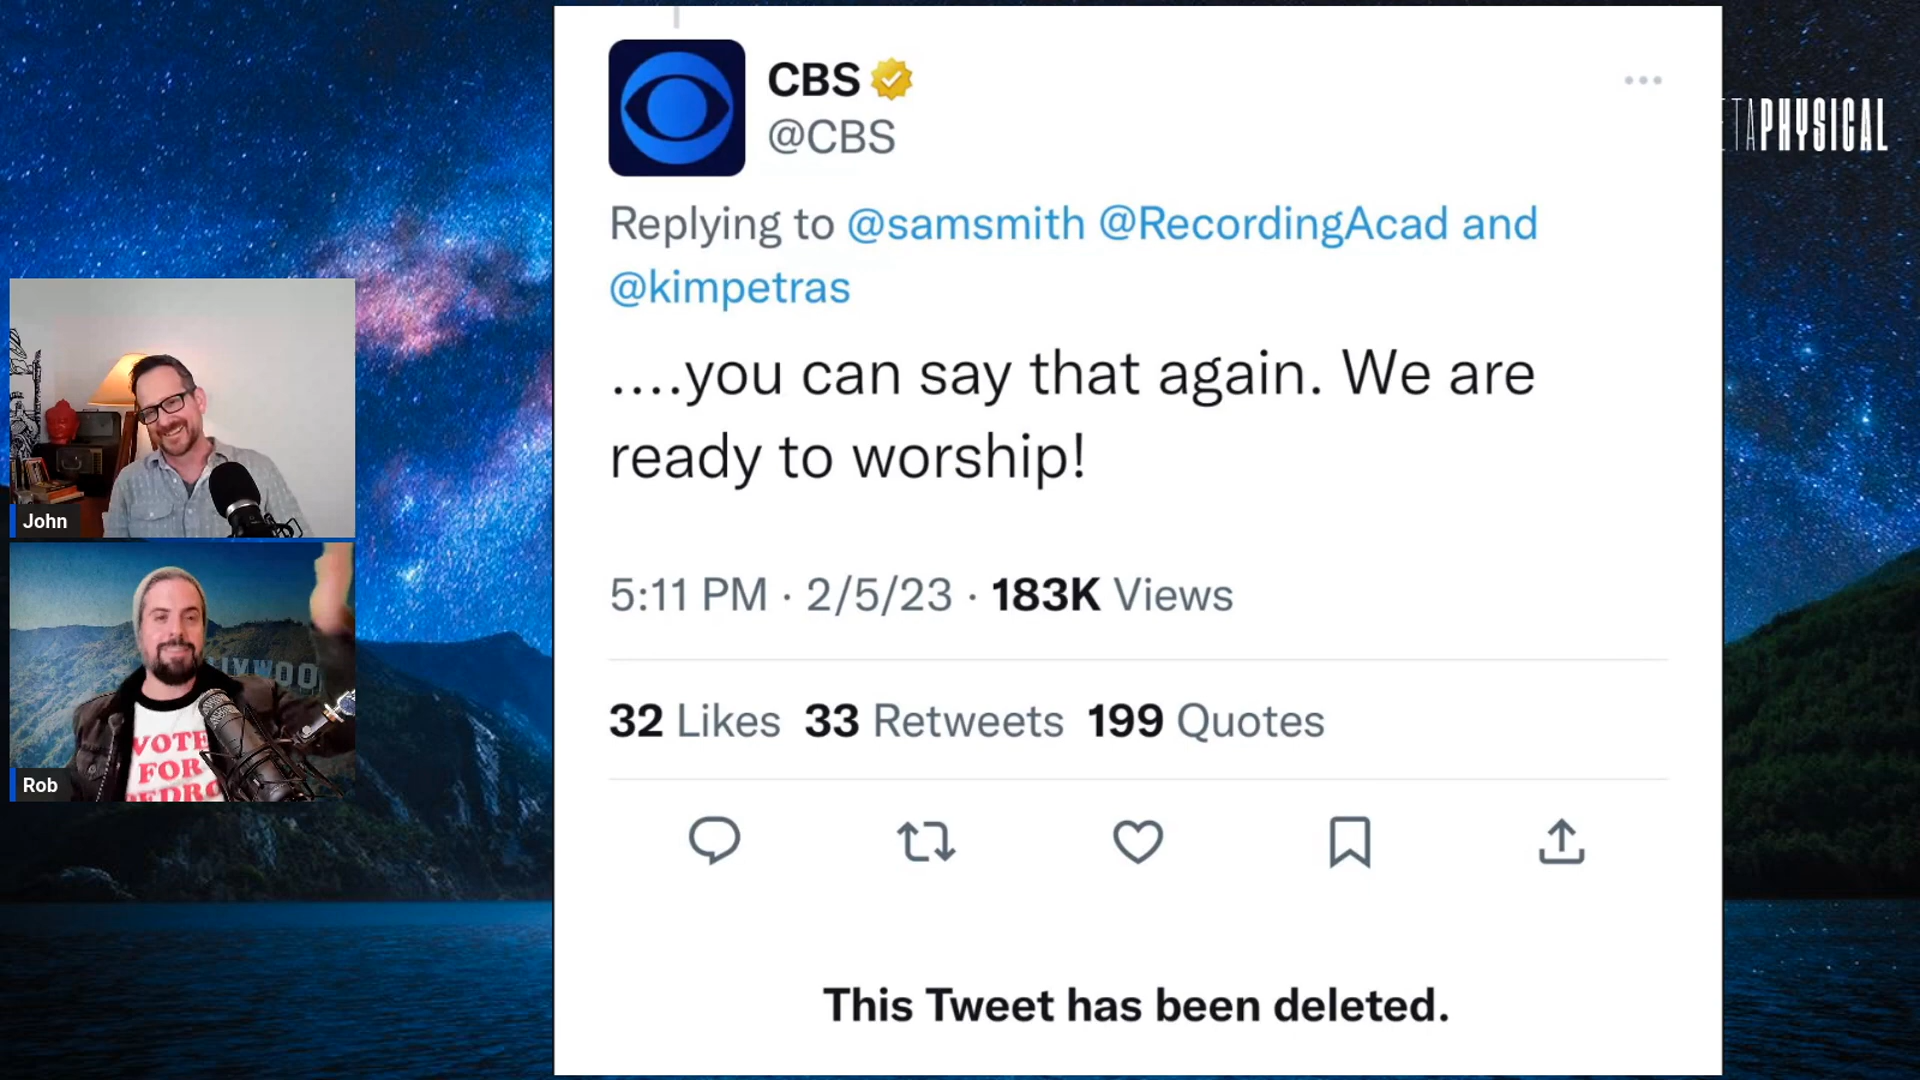 CBS
@CBS
Replying to @samsmith @RecordingAcad and
@kimpetras
....you can say that again. We are
ready to worship!
5:11 PM · 2/5/23 · 183K Views
32 Likes 33 Retweets 199 Quotes
This Tweet has been deleted.
TAPHYSICAL
John
Rob
VOTE
FOR